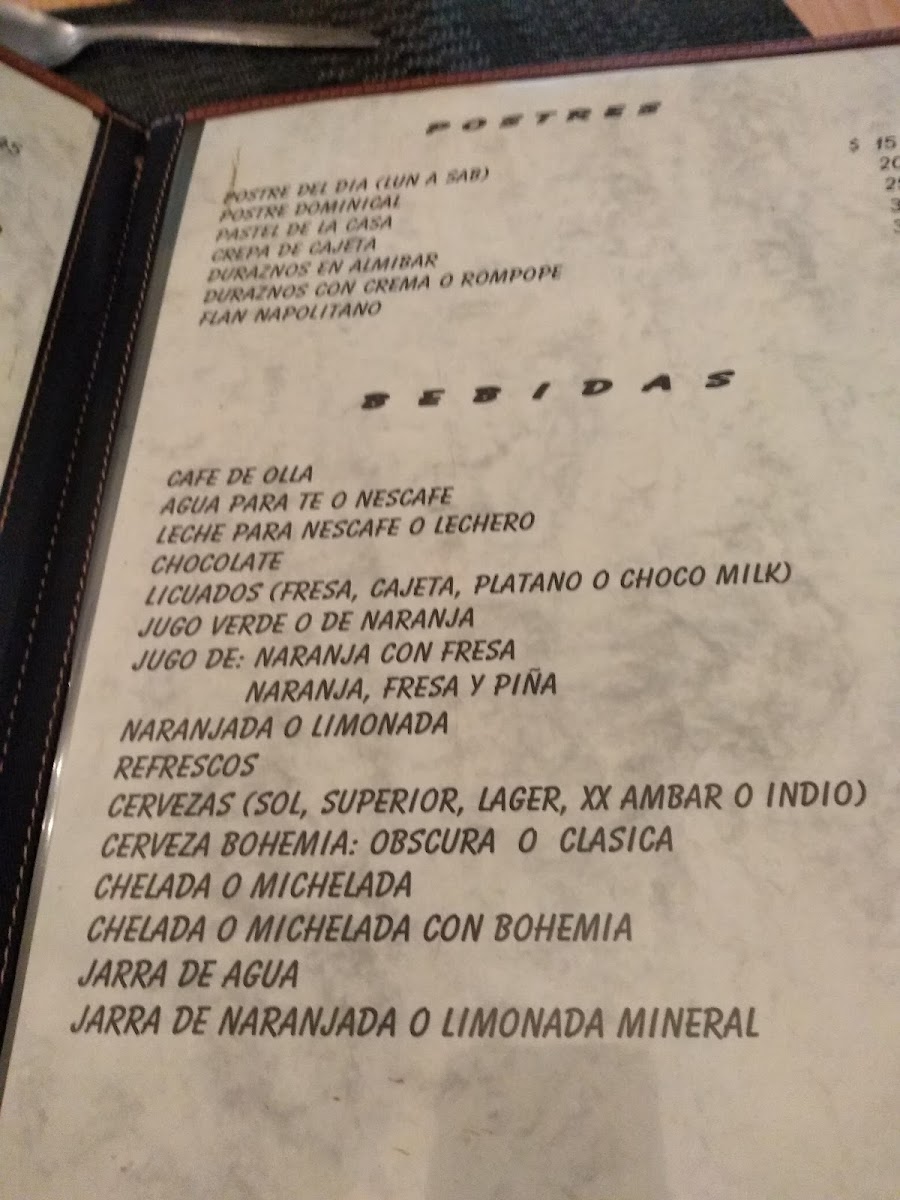 POSTRES
$ 15
POSTRE DEL DIA (LUN A SAB)
POSTRE DOMINICAL
PASTEL DE LA CASA
CREPA DE CAJETA
DURAZNOS EN ALMIBAR
DURAZNOS CON CREMA O ROMPOPE
FLAN NAPOLITANO
BEBIDAS
CAFE DE OLLA
AGUA PARA TE O NESCAFE
LECHE PARA NESCAFE O LECHERO
CHOCOLATE
LICUADOS (FRESA, CAJETA, PLATANO O CHOCO MILK)
JUGO VERDE O DE NARANJA
JUGO DE: NARANJA CON FRESA
NARANJA, FRESA Y PIÑA
NARANJADA O LIMONADA
REFRESCOS
CERVEZAS (SOL, SUPERIOR, LAGER, XX AMBAR O INDIO)
CERVEZA BOHEMIA: OBSCURA O CLASICA
CHELADA O MICHELADA
CHELADA O MICHELADA CON BOHEMIA
JARRA DE AGUA
JARRA DE NARANJADA O LIMONADA MINERAL